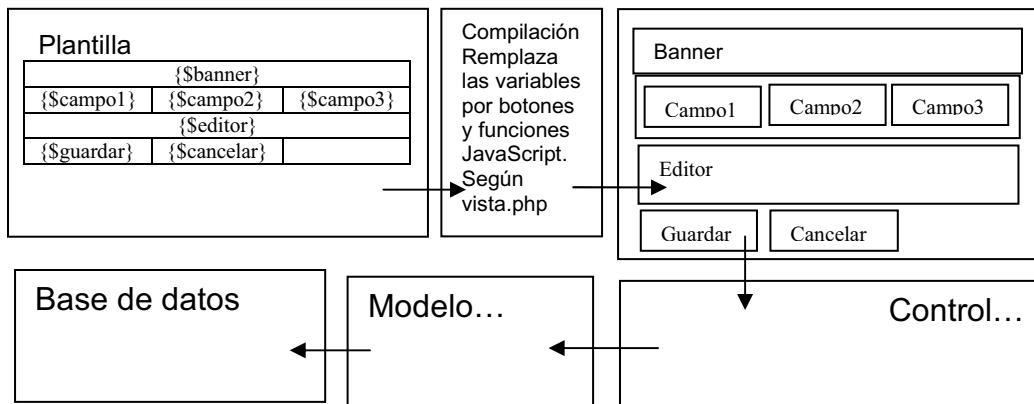 Plantilla
{$banner}
{$campo1} {$campo2} {$campo3}
{$editor}
{$guardar} {$cancelar}
Compilación
Remplaza
las variables
por botones
y funciones
JavaScript.
Según
vista.php
Banner
Campo1 Campo2 Campo3
Editor
Guardar Cancelar
Base de datos
Modelo…
Control…